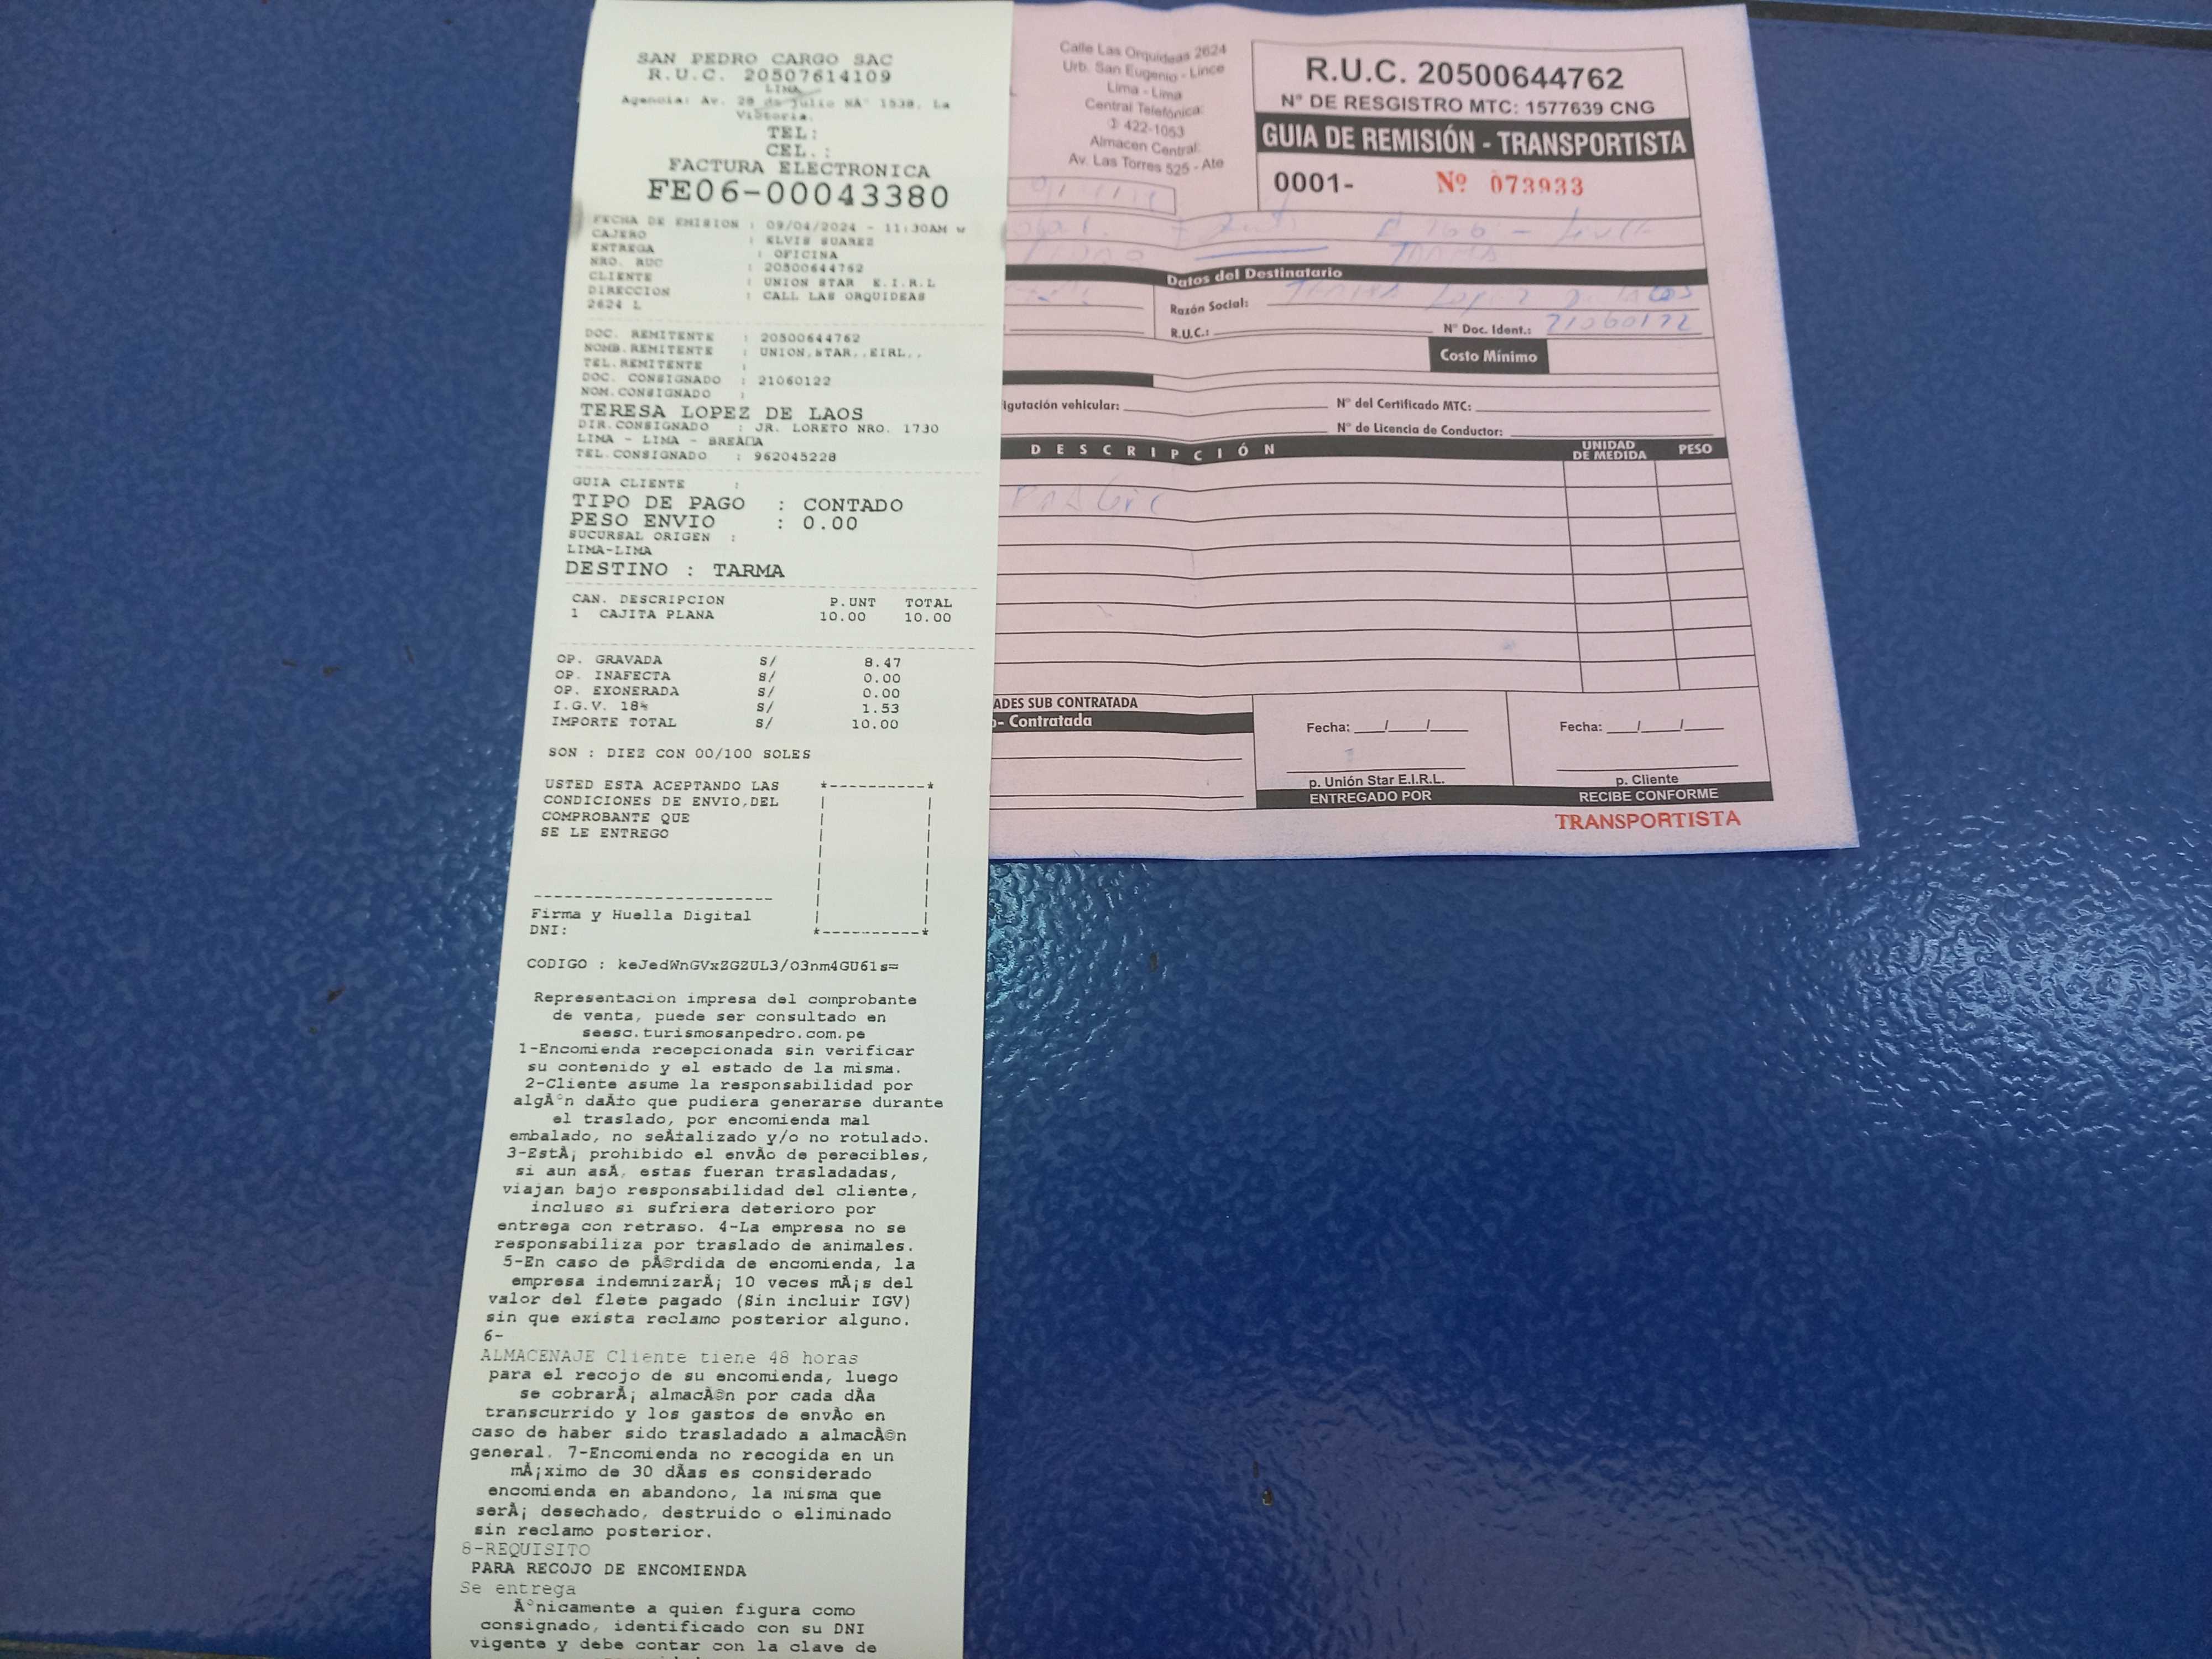 SAN PEDRO CARGO SAC
R.U.C. 20507614109
LIMA
Agencia: Av. 28 de julio NÂ° 1538, La
Victoria.
TEL:
CEL.:
FACTURA ELECTRONICA
FE06-00043380
FECHA DE EMISION : 09/04/2024 - 11:30AM
CAJERO : ELVIS SUAREZ
ENTREGA : OFICINA
NRO. RUC : 20500644762
CLIENTE : UNION STAR E.I.R.L
DIRECCION : CALL LAS ORQUIDEAS
2624 L
DOC. REMITENTE : 20500644762
NOMB.REMITENTE : UNION,STAR,,EIRL,,
TEL.REMITENTE :
DOC. CONSIGNADO : 21060122
NOM.CONSIGNADO :
TERESA LOPEZ DE LAOS
DIR.CONSIGNADO : JR. LORETO NRO. 1730
LIMA - LIMA - BREÑA
TEL.CONSIGNADO : 962045228
GUIA CLIENTE :
TIPO DE PAGO : CONTADO
PESO ENVIO : 0.00
SUCURSAL ORIGEN :
LIMA-LIMA
DESTINO : TARMA
CAN. DESCRIPCION P.UNT TOTAL
1 CAJITA PLANA 10.00 10.00
OP. GRAVADA S/ 8.47
OP. INAFECTA S/ 0.00
OP. EXONERADA S/ 0.00
I.G.V. 18% S/ 1.53
IMPORTE TOTAL S/ 10.00
SON : DIEZ CON 00/100 SOLES
USTED ESTA ACEPTANDO LAS
CONDICIONES DE ENVIO,DEL
COMPROBANTE QUE
SE LE ENTREGO
Firma y Huella Digital
DNI:
CODIGO : keJedWnGVxZGZUL3/O3nm4GU61s=
Representacion impresa del comprobante
de venta, puede ser consultado en
seesc.turismosanpedro.com.pe
1-Encomienda recepcionada sin verificar
su contenido y el estado de la misma.
2-Cliente asume la responsabilidad por
algÃºn daÃ±o que pudiera generarse durante
el traslado, por encomienda mal
embalado, no seÃ±alizado y/o no rotulado.
3-EstÃ¡ prohibido el envÃo de perecibles,
si aun asÃ, estas fueran trasladadas,
viajan bajo responsabilidad del cliente,
incluso si sufriera deterioro por
entrega con retraso. 4-La empresa no se
responsabiliza por traslado de animales.
5-En caso de pÃ©rdida de encomienda, la
empresa indemnizarÃ¡ 10 veces mÃ¡s del
valor del flete pagado (Sin incluir IGV)
sin que exista reclamo posterior alguno.
6-
ALMACENAJE Cliente tiene 48 horas
para el recojo de su encomienda, luego
se cobrarÃ¡ almacÃ©n por cada dÃa
transcurrido y los gastos de envÃo en
caso de haber sido trasladado a almacÃ©n
general. 7-Encomienda no recogida en un
mÃ¡ximo de 30 dÃas es considerado
encomienda en abandono, la misma que
serÃ¡ desechado, destruido o eliminado
sin reclamo posterior.
8-REQUISITO
PARA RECOJO DE ENCOMIENDA
Se entrega
Ãºnicamente a quien figura como
consignado, identificado con su DNI
vigente y debe contar con la clave de
Calle Las Orquídeas 2624
Urb. San Eugenio - Lince
Lima - Lima
Central Telefónica:
422-1053
Almacen Central:
Av. Las Torres 525 - Ate
R.U.C. 20500644762
N° DE RESGISTRO MTC: 1577639 CNG
GUIA DE REMISIÓN - TRANSPORTISTA
0001- Nº 073933
Datos del Destinatario
Razón Social:
R.U.C.: N° Doc. Ident.: 21060122
Costo Mínimo
igutación vehicular: N° del Certificado MTC:
N° de Licencia de Conductor:
DESCRIPCIÓN UNIDAD DE MEDIDA PESO
ADES SUB CONTRATADA
- Contratada
Fecha: __/__/__ Fecha: __/__/__
p. Unión Star E.I.R.L. p. Cliente
ENTREGADO POR RECIBE CONFORME
TRANSPORTISTA